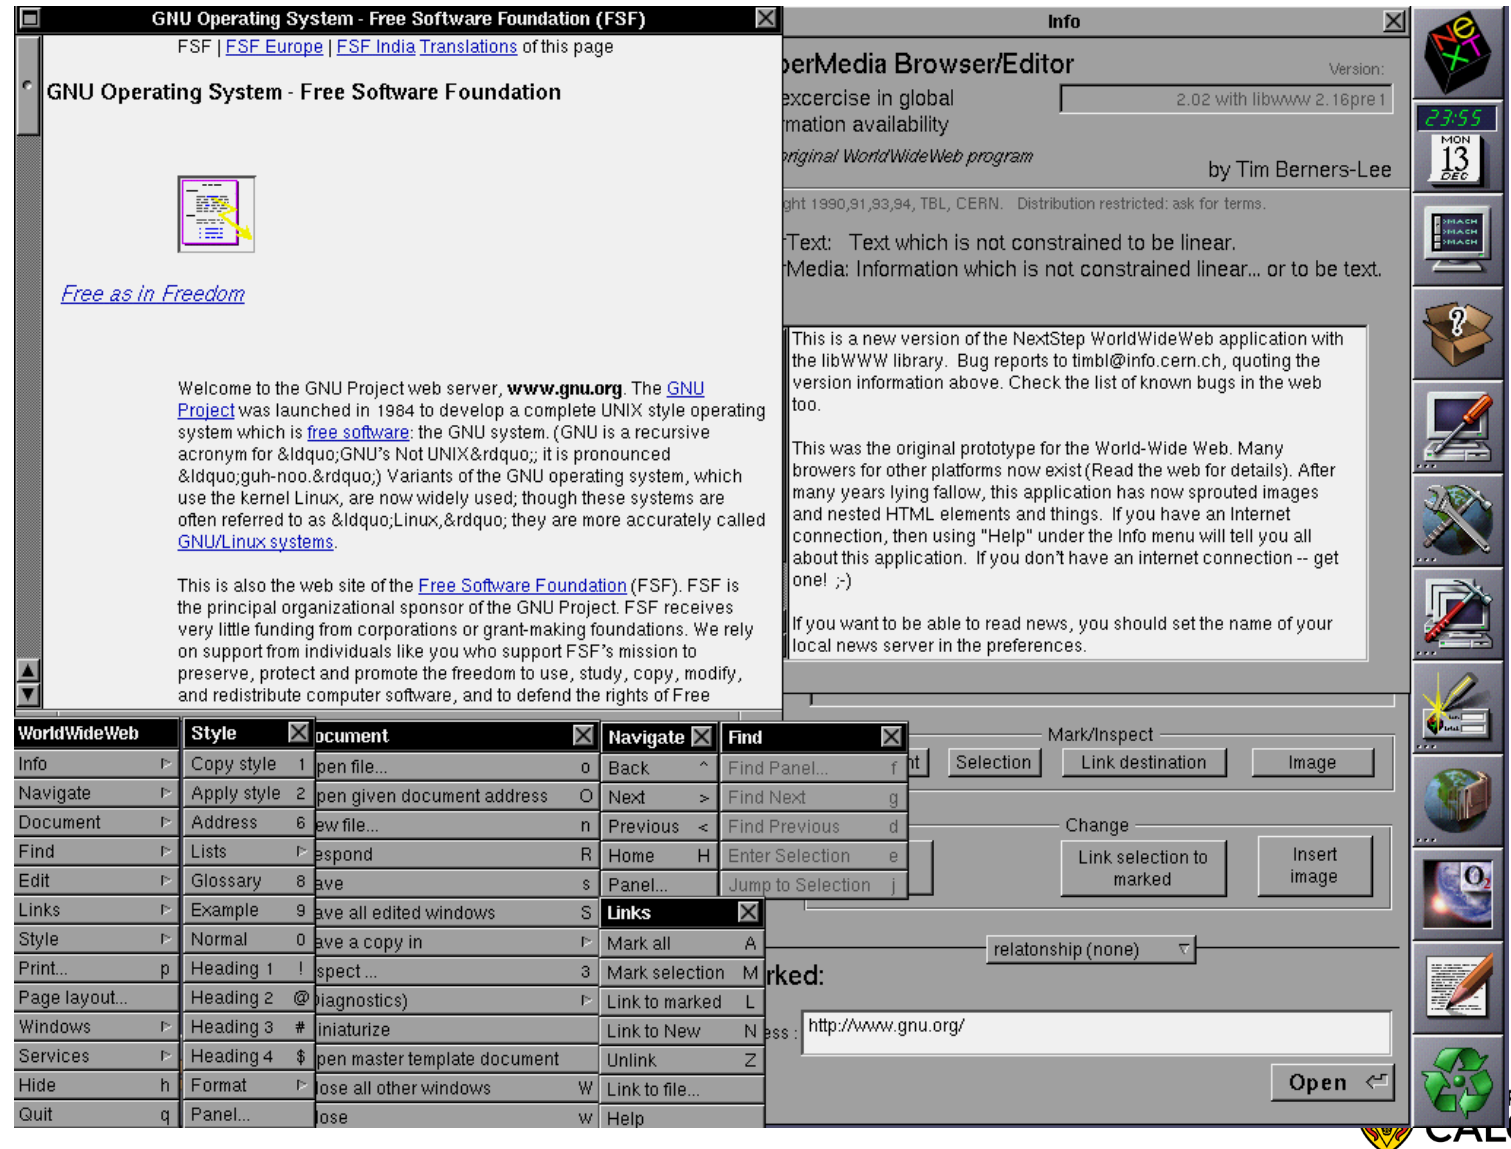 GNU Operating System - Free Software Foundation (FSF)
FSF | FSF Europe | FSF India Translations of this page
GNU Operating System - Free Software Foundation
Free as in Freedom
Welcome to the GNU Project web server, www.gnu.org. The GNU
Project was launched in 1984 to develop a complete UNIX style operating
system which is free software: the GNU system. (GNU is a recursive
acronym for &ldquo;GNU's Not UNIX&rdquo;; it is pronounced
&ldquo;guh-noo.&rdquo;) Variants of the GNU operating system, which
use the kernel Linux, are now widely used; though these systems are
often referred to as &ldquo;Linux,&rdquo; they are more accurately called
GNU/Linux systems.
This is also the web site of the Free Software Foundation (FSF). FSF is
the principal organizational sponsor of the GNU Project. FSF receives
very little funding from corporations or grant-making foundations. We rely
on support from individuals like you who support FSF's mission to
preserve, protect and promote the freedom to use, study, copy, modify,
and redistribute computer software, and to defend the rights of Free
Info
perMedia Browser/Editor
Version:
excercise in global
2.02 with libwww 2.16pre1
rmation availability
original WorldWideWeb program
by Tim Berners-Lee
ght 1990,91,93,94, TBL, CERN. Distribution restricted: ask for terms.
rText: Text which is not constrained to be linear.
rMedia: Information which is not constrained linear... or to be text.
This is a new version of the NextStep WorldWideWeb application with
the libWWW library. Bug reports to timbl@info.cern.ch, quoting the
version information above. Check the list of known bugs in the web
too.
This was the original prototype for the World-Wide Web. Many
browsers for other platforms now exist (Read the web for details). After
many years lying fallow, this application has now sprouted images
and nested HTML elements and things. If you have an Internet
connection, then using "Help" under the Info menu will tell you all
about this application. If you don't have an internet connection -- get
one! ;-)
If you want to be able to read news, you should set the name of your
local news server in the preferences.
WorldWideWeb
Info
Navigate
Document
Find
Edit
Links
Style
Print... p
Page layout...
Windows
Services
Hide h
Quit q
Style
Copy style 1
Apply style 2
Address 6
Lists
Glossary 8
Example 9
Normal 0
Heading 1 !
Heading 2 @
Heading 3 #
Heading 4 $
Format
Panel...
ocument
pen file... o
pen given document address O
ew file... n
espond R
ave s
ave all edited windows S
ave a copy in
spect ... 3
iagnostics)
iniaturize
pen master template document
lose all other windows W
lose w
Navigate
Back ^
Next >
Previous <
Home H
Panel...
Find
Find Panel... f
Find Next g
Find Previous d
Enter Selection e
Jump to Selection j
Links
Mark all A
Mark selection M
Link to marked L
Link to New N
Unlink Z
Link to file...
Help
Mark/Inspect
nt
Selection
Link destination
Image
Change
Link selection to
marked
Insert
image
relatonship (none)
rked:
ess :
http://www.gnu.org/
Open
NeXT
23:55
MON
13
DEC
>MACH
>MACH
>MACH
?
O2
CAL